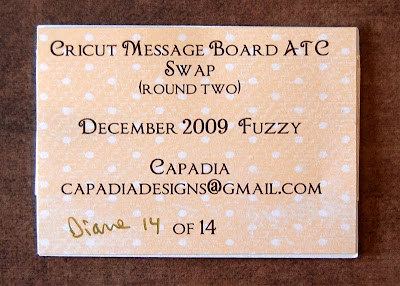 Cricut Message Board ATC
Swap
(round two)
December 2009 Fuzzy
Capadia
capadiadesigns@gmail.com
Diane 14 of 14